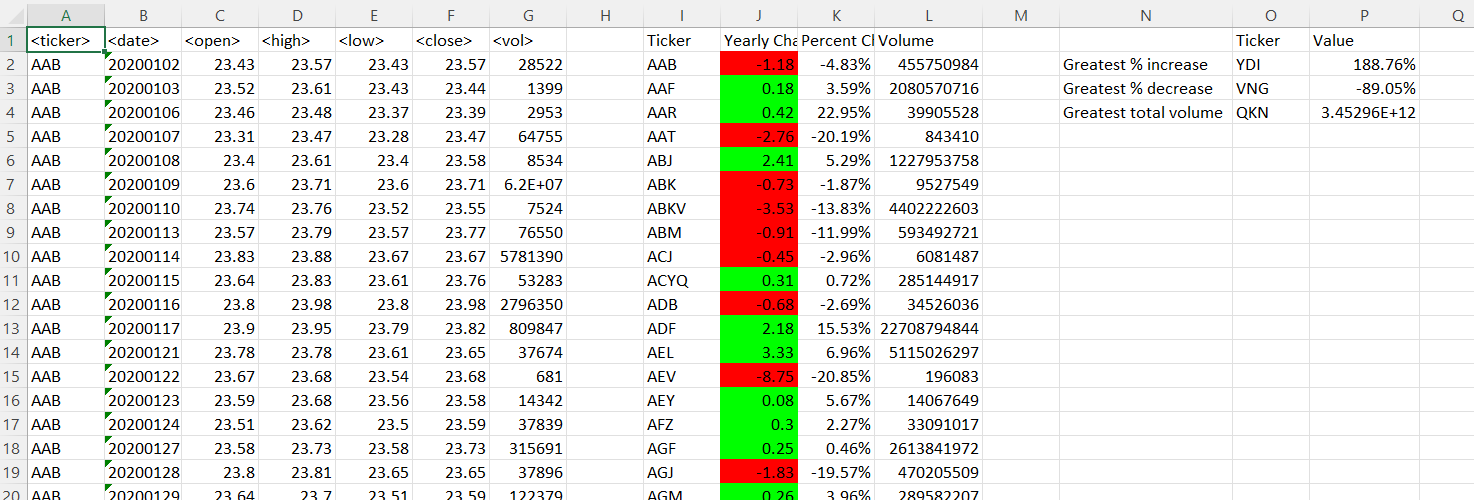 A B C D E F G H I J K L M N O P Q
1 <ticker> <date> <open> <high> <low> <close> <vol> Ticker Yearly Cha Percent Cl Volume Ticker Value
2 AAB 20200102 23.43 23.57 23.43 23.57 28522 AAB -1.18 -4.83% 455750984 Greatest % increase YDI 188.76%
3 AAB 20200103 23.52 23.61 23.43 23.44 1399 AAF 0.18 3.59% 2080570716 Greatest % decrease VNG -89.05%
4 AAB 20200106 23.46 23.48 23.37 23.39 2953 AAR 0.42 22.95% 39905528 Greatest total volume QKN 3.45296E+12
5 AAB 20200107 23.31 23.47 23.28 23.47 64755 AAT -2.76 -20.19% 843410
6 AAB 20200108 23.4 23.61 23.4 23.58 8534 ABJ 2.41 5.29% 1227953758
7 AAB 20200109 23.6 23.71 23.6 23.71 6.2E+07 ABK -0.73 -1.87% 9527549
8 AAB 20200110 23.74 23.76 23.52 23.55 7524 ABKV -3.53 -13.83% 4402222603
9 AAB 20200113 23.57 23.79 23.57 23.77 76550 ABM -0.91 -11.99% 593492721
10 AAB 20200114 23.83 23.88 23.67 23.67 5781390 ACJ -0.45 -2.96% 6081487
11 AAB 20200115 23.64 23.83 23.61 23.76 53283 ACYQ 0.31 0.72% 285144917
12 AAB 20200116 23.8 23.98 23.8 23.98 2796350 ADB -0.68 -2.69% 34526036
13 AAB 20200117 23.9 23.95 23.79 23.82 809847 ADF 2.18 15.53% 22708794844
14 AAB 20200121 23.78 23.78 23.61 23.65 37674 AEL 3.33 6.96% 5115026297
15 AAB 20200122 23.67 23.68 23.54 23.68 681 AEV -8.75 -20.85% 196083
16 AAB 20200123 23.59 23.68 23.56 23.58 14342 AEY 0.08 5.67% 14067649
17 AAB 20200124 23.51 23.62 23.5 23.59 37839 AFZ 0.3 2.27% 33091017
18 AAB 20200127 23.58 23.73 23.58 23.73 315691 AGF 0.25 0.46% 2613841972
19 AAB 20200128 23.8 23.81 23.65 23.65 37896 AGJ -1.83 -19.57% 470205509
20 AAB 20200129 23.64 23.7 23.51 23.59 122379 AGM 0.26 3.96% 289582207